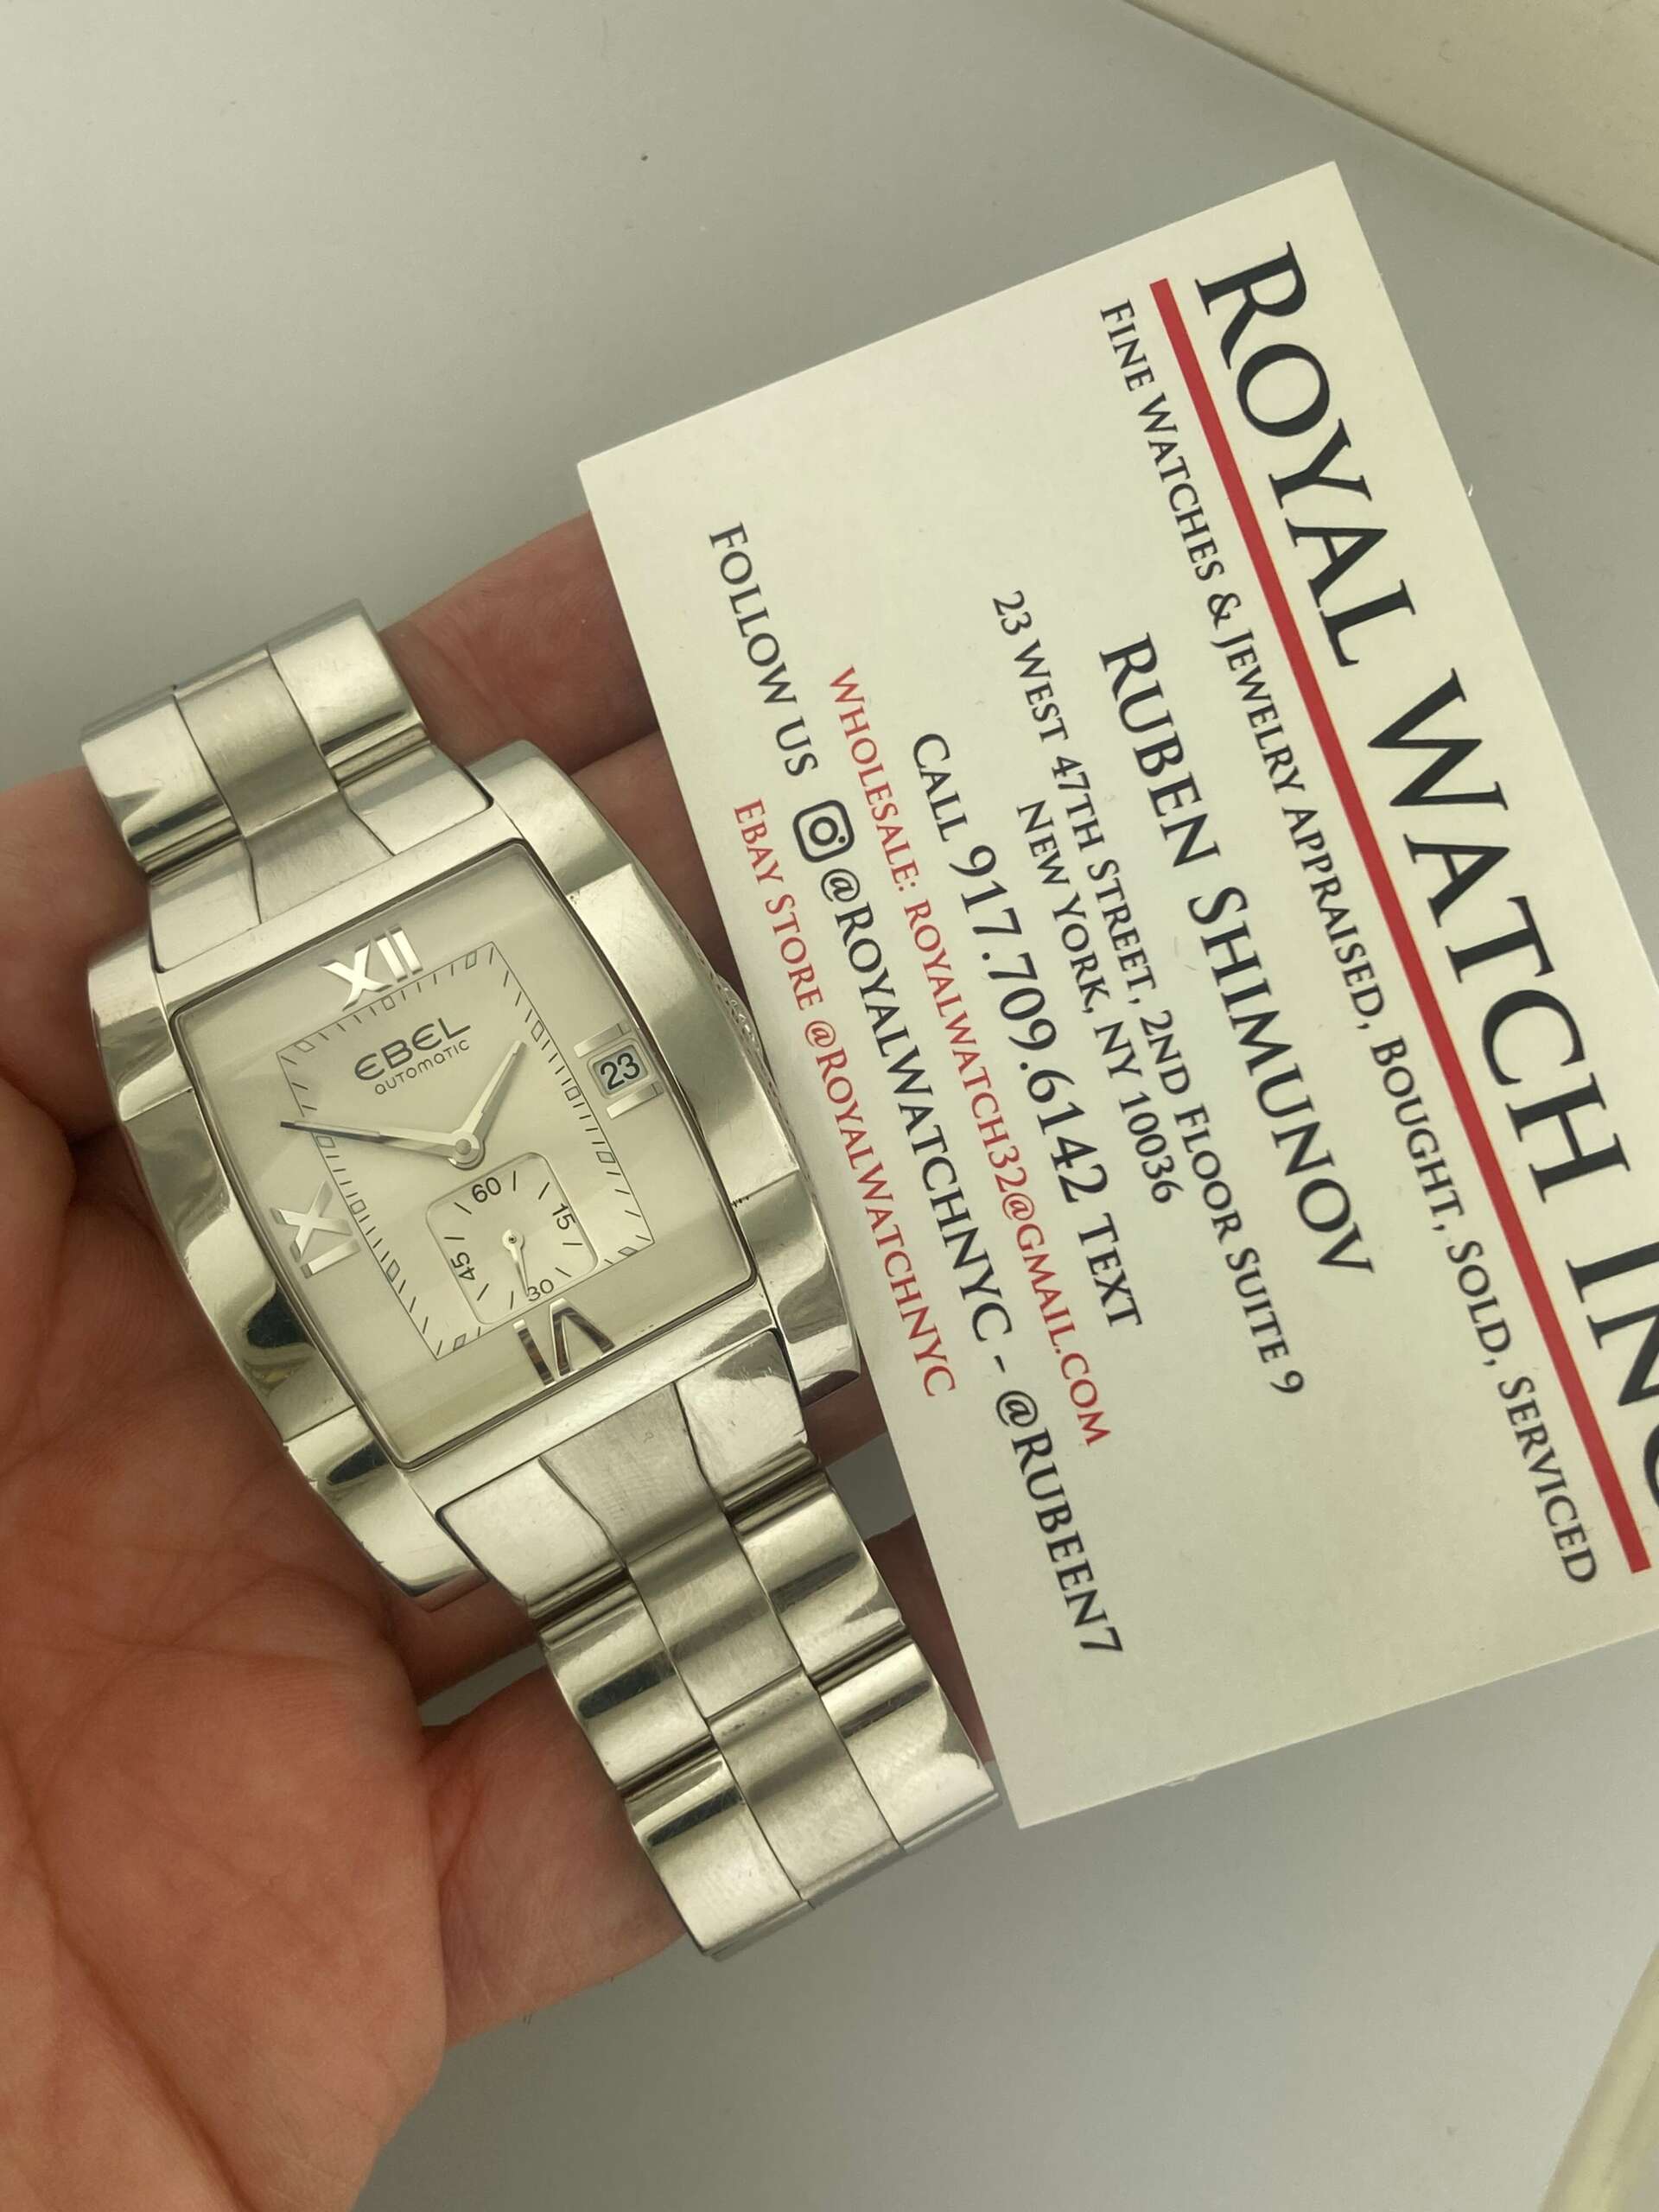 ROYAL WATCH INC
FINE WATCHES & JEWELRY APPRAISED, BOUGHT, SOLD, SERVICED
RUBEN SHIMUNOV
23 WEST 47TH STREET, 2ND FLOOR SUITE 9
NEW YORK, NY 10036
CALL 917.709.6142 TEXT
WHOLESALE: ROYALWATCH32@GMAIL.COM
FOLLOW US @ROYALWATCHNYC - @RUBEEN7
EBAY STORE @ROYALWATCHNYC
XII
EBEL
AUTOMATIC
23
IX
60
15
45
30
VI